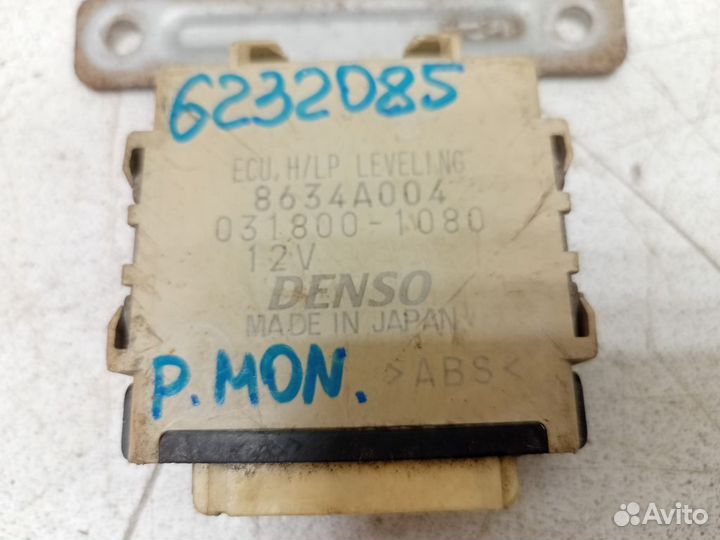 6232085
ECU, H/LP LEVELING
8634A004
031800-1080
12V
DENSO
MADE IN JAPAN
P.MON.
>ABS<
Avito